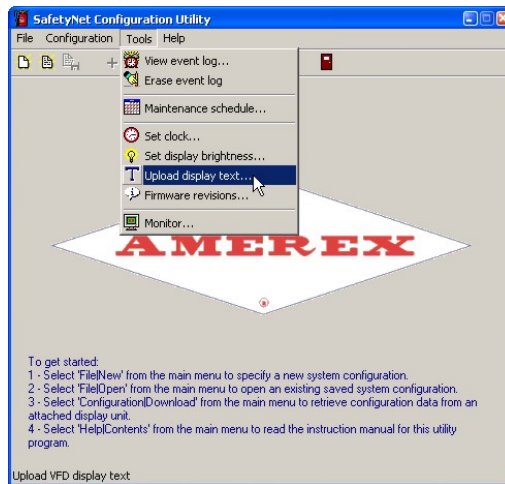 SafetyNet Configuration Utility
File Configuration Tools Help
View event log...
Erase event log
Maintenance schedule...
Set clock...
Set display brightness...
Upload display text...
Firmware revisions...
Monitor...
AMEREX
®
To get started:
1 - Select 'File|New' from the main menu to specify a new system configuration.
2 - Select 'File|Open' from the main menu to open an existing saved system configuration.
3 - Select 'Configuration|Download' from the main menu to retrieve configuration data from an
attached display unit.
4 - Select 'Help|Contents' from the main menu to read the instruction manual for this utility
program.
Upload VFD display text